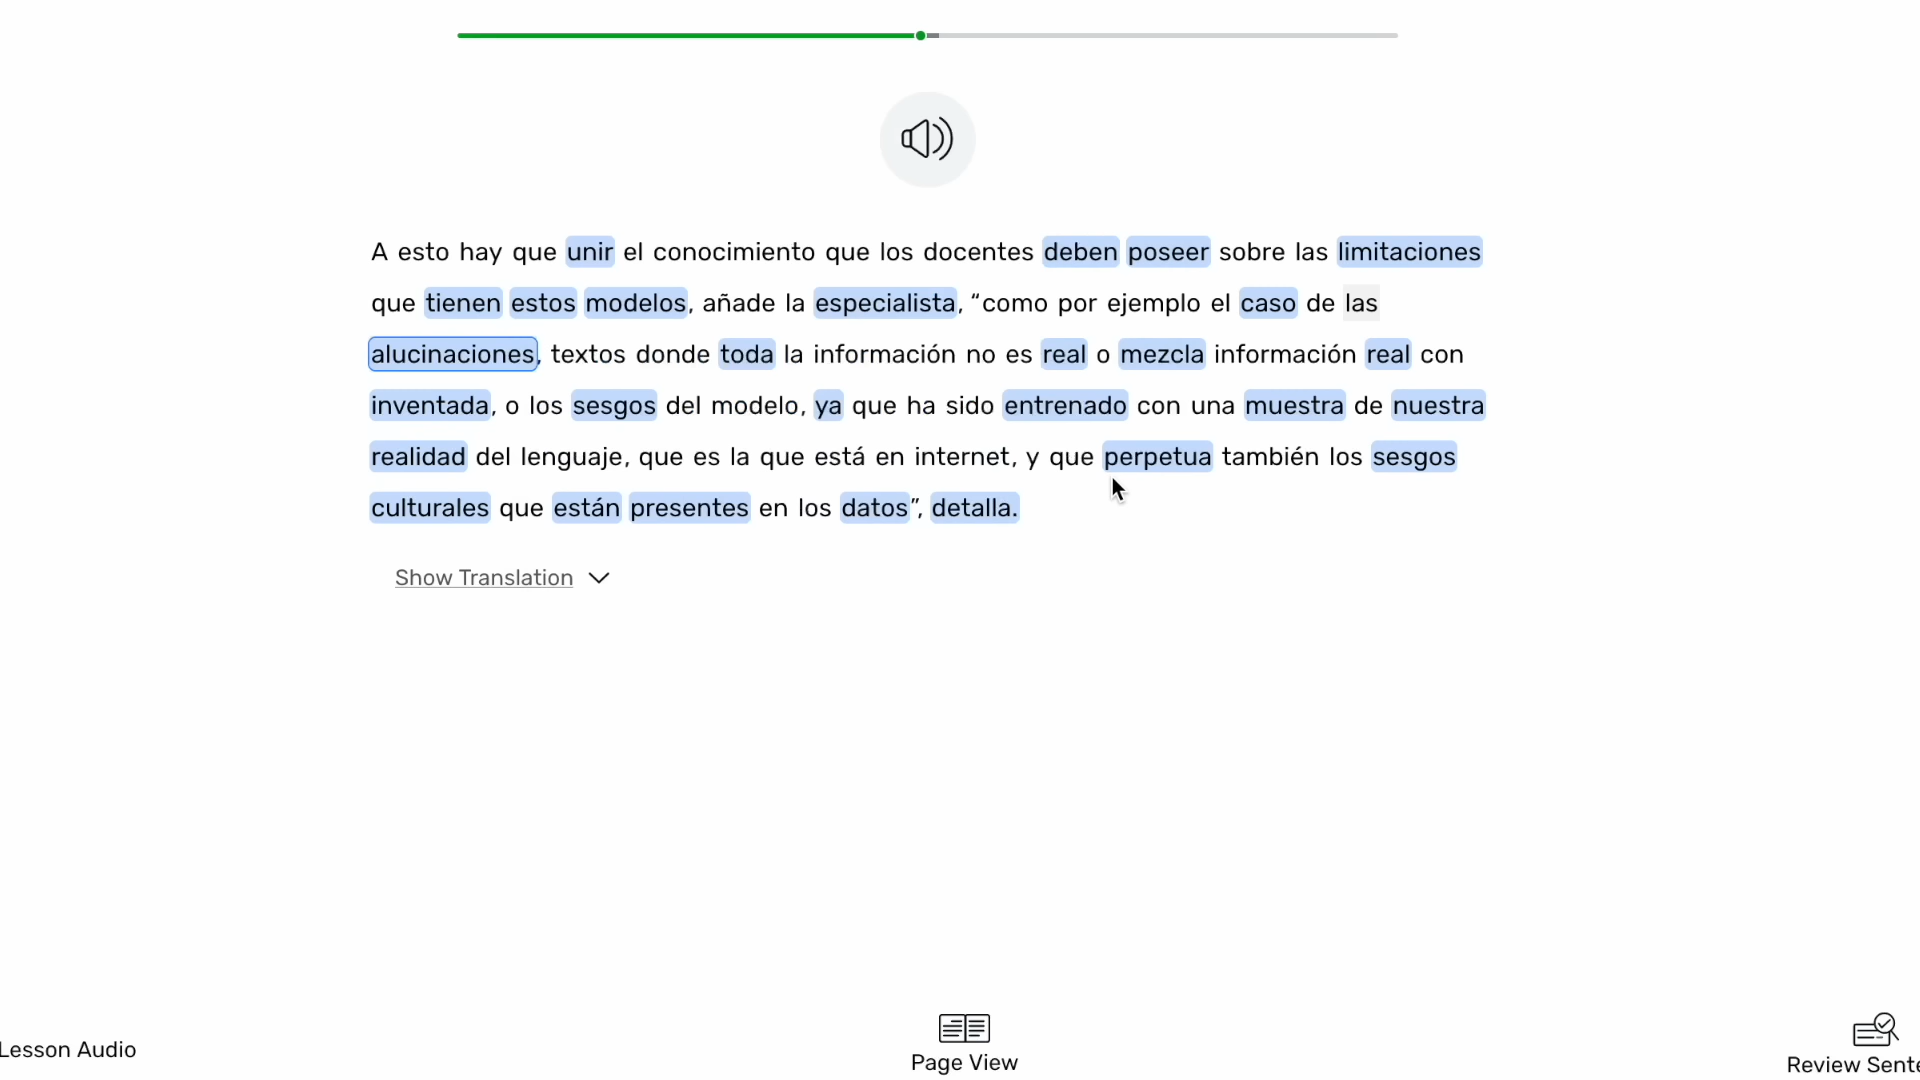 A esto hay que unir el conocimiento que los docentes deben poseer sobre las limitaciones
que tienen estos modelos, añade la especialista, “como por ejemplo el caso de las
alucinaciones, textos donde toda la información no es real o mezcla información real con
inventada, o los sesgos del modelo, ya que ha sido entrenado con una muestra de nuestra
realidad del lenguaje, que es la que está en internet, y que perpetua también los sesgos
culturales que están presentes en los datos”, detalla.
Show Translation
Lesson Audio
Page View
Review Sente